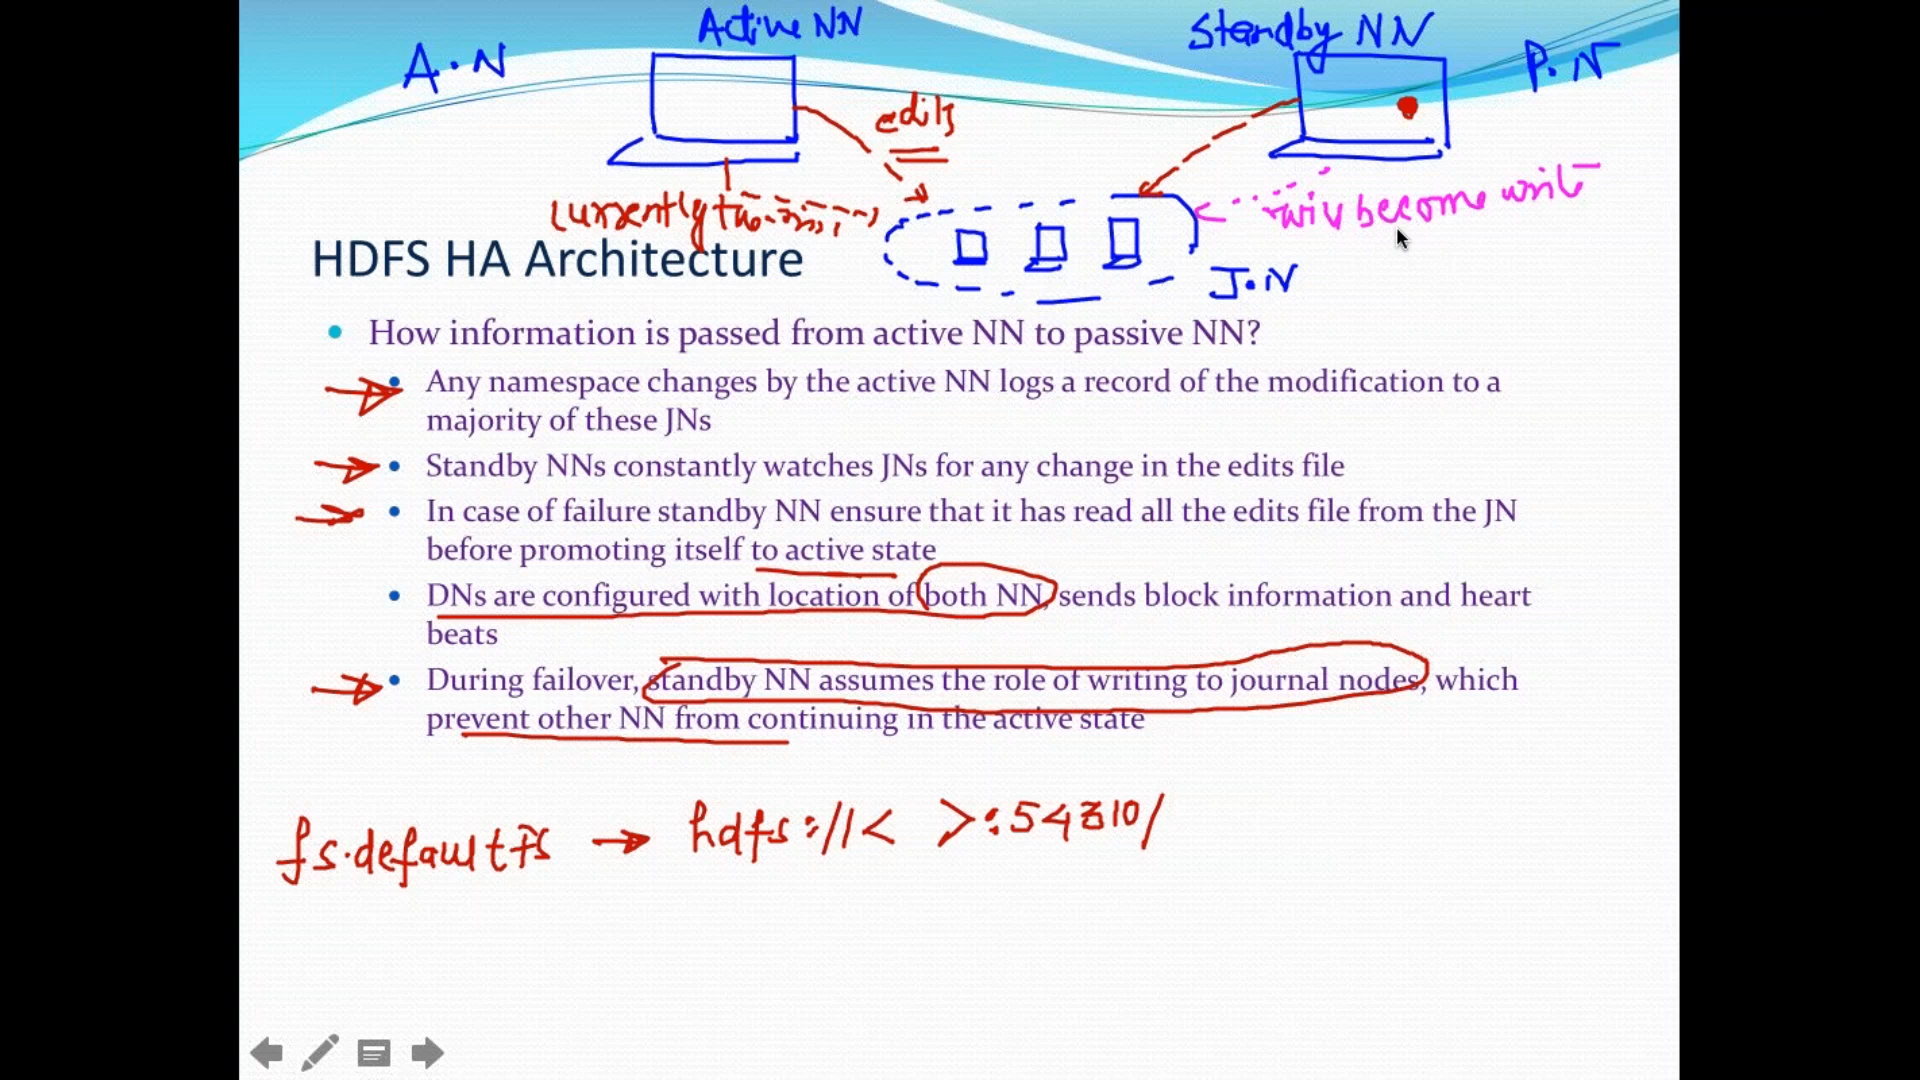 Active NN
Standby NN
A.N
P.N
edits
currently
will become write
J.N
HDFS HA Architecture
How information is passed from active NN to passive NN?
Any namespace changes by the active NN logs a record of the modification to a
majority of these JNs
Standby NNs constantly watches JNs for any change in the edits file
In case of failure standby NN ensure that it has read all the edits file from the JN
before promoting itself to active state
DNs are configured with location of both NN, sends block information and heart
beats
During failover, standby NN assumes the role of writing to journal nodes, which
prevent other NN from continuing in the active state
fs.defaultFS → hdfs://< >:54310/